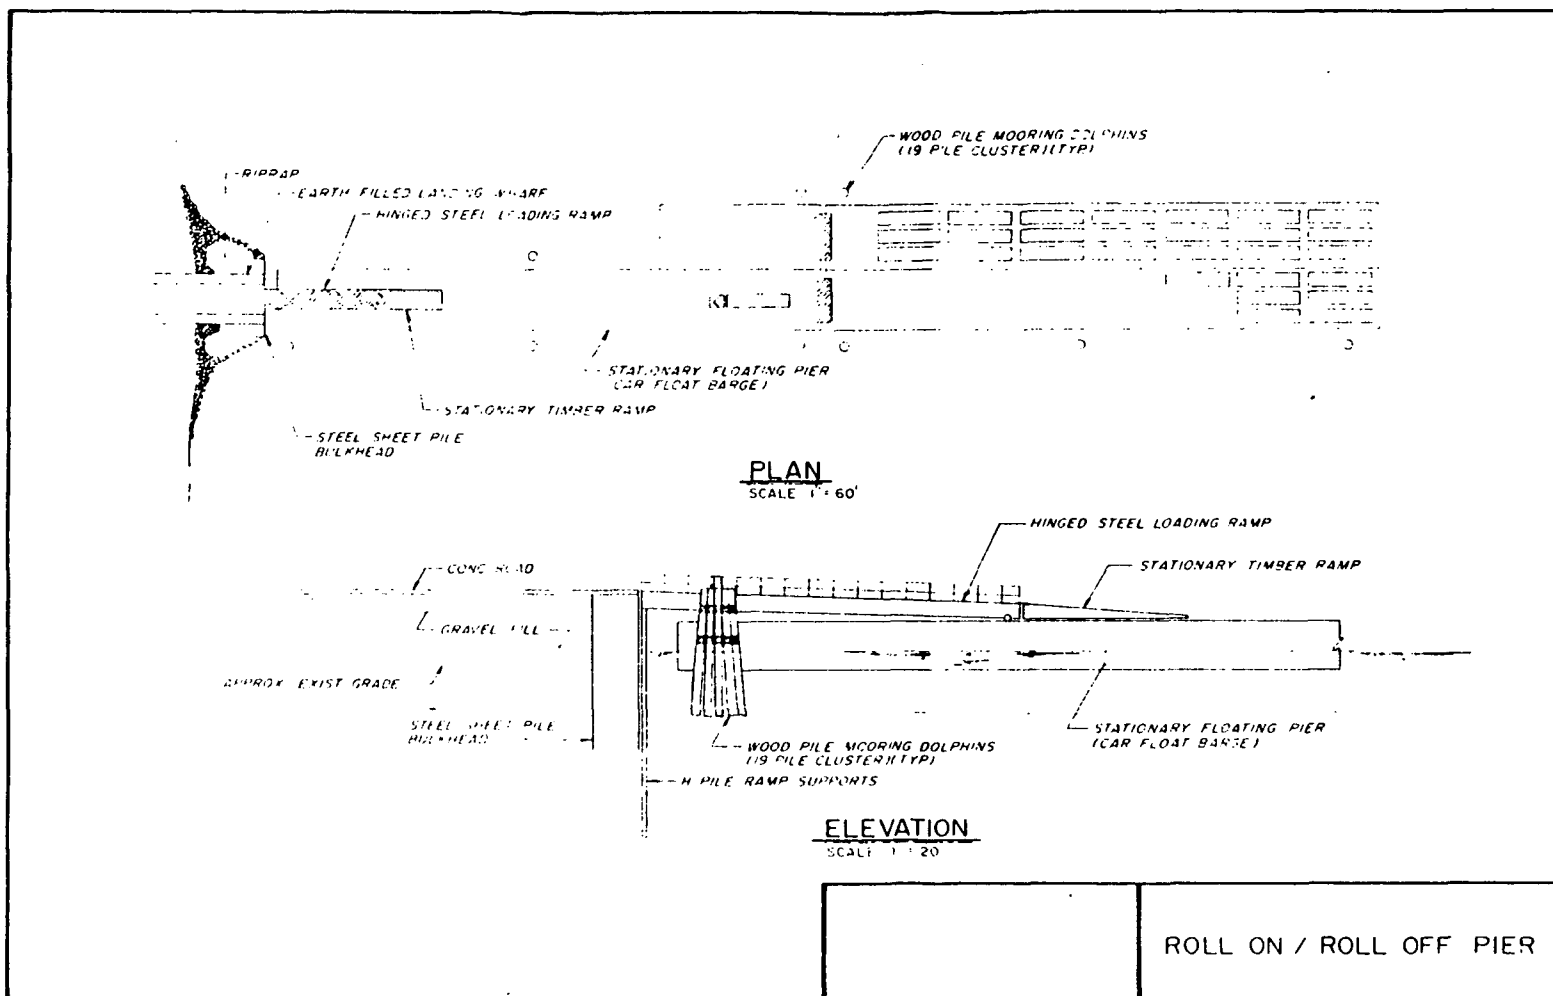 WOOD PILE MOORING DOLPHINS
(19 PILE CLUSTER)(TYP)
RIPRAP
EARTH FILLED LANDING WHARF
HINGED STEEL LOADING RAMP
STATIONARY FLOATING PIER
(CAR FLOAT BARGE)
STATIONARY TIMBER RAMP
STEEL SHEET PILE
BULKHEAD
PLAN
SCALE 1" = 60'
HINGED STEEL LOADING RAMP
CONC ROAD
STATIONARY TIMBER RAMP
GRAVEL FILL
APPROX. EXIST GRADE
STEEL SHEET PILE
BULKHEAD
STATIONARY FLOATING PIER
(CAR FLOAT BARGE)
WOOD PILE MOORING DOLPHINS
(19 PILE CLUSTER)(TYP)
H PILE RAMP SUPPORTS
ELEVATION
SCALE 1" = 20'
ROLL ON / ROLL OFF PIER